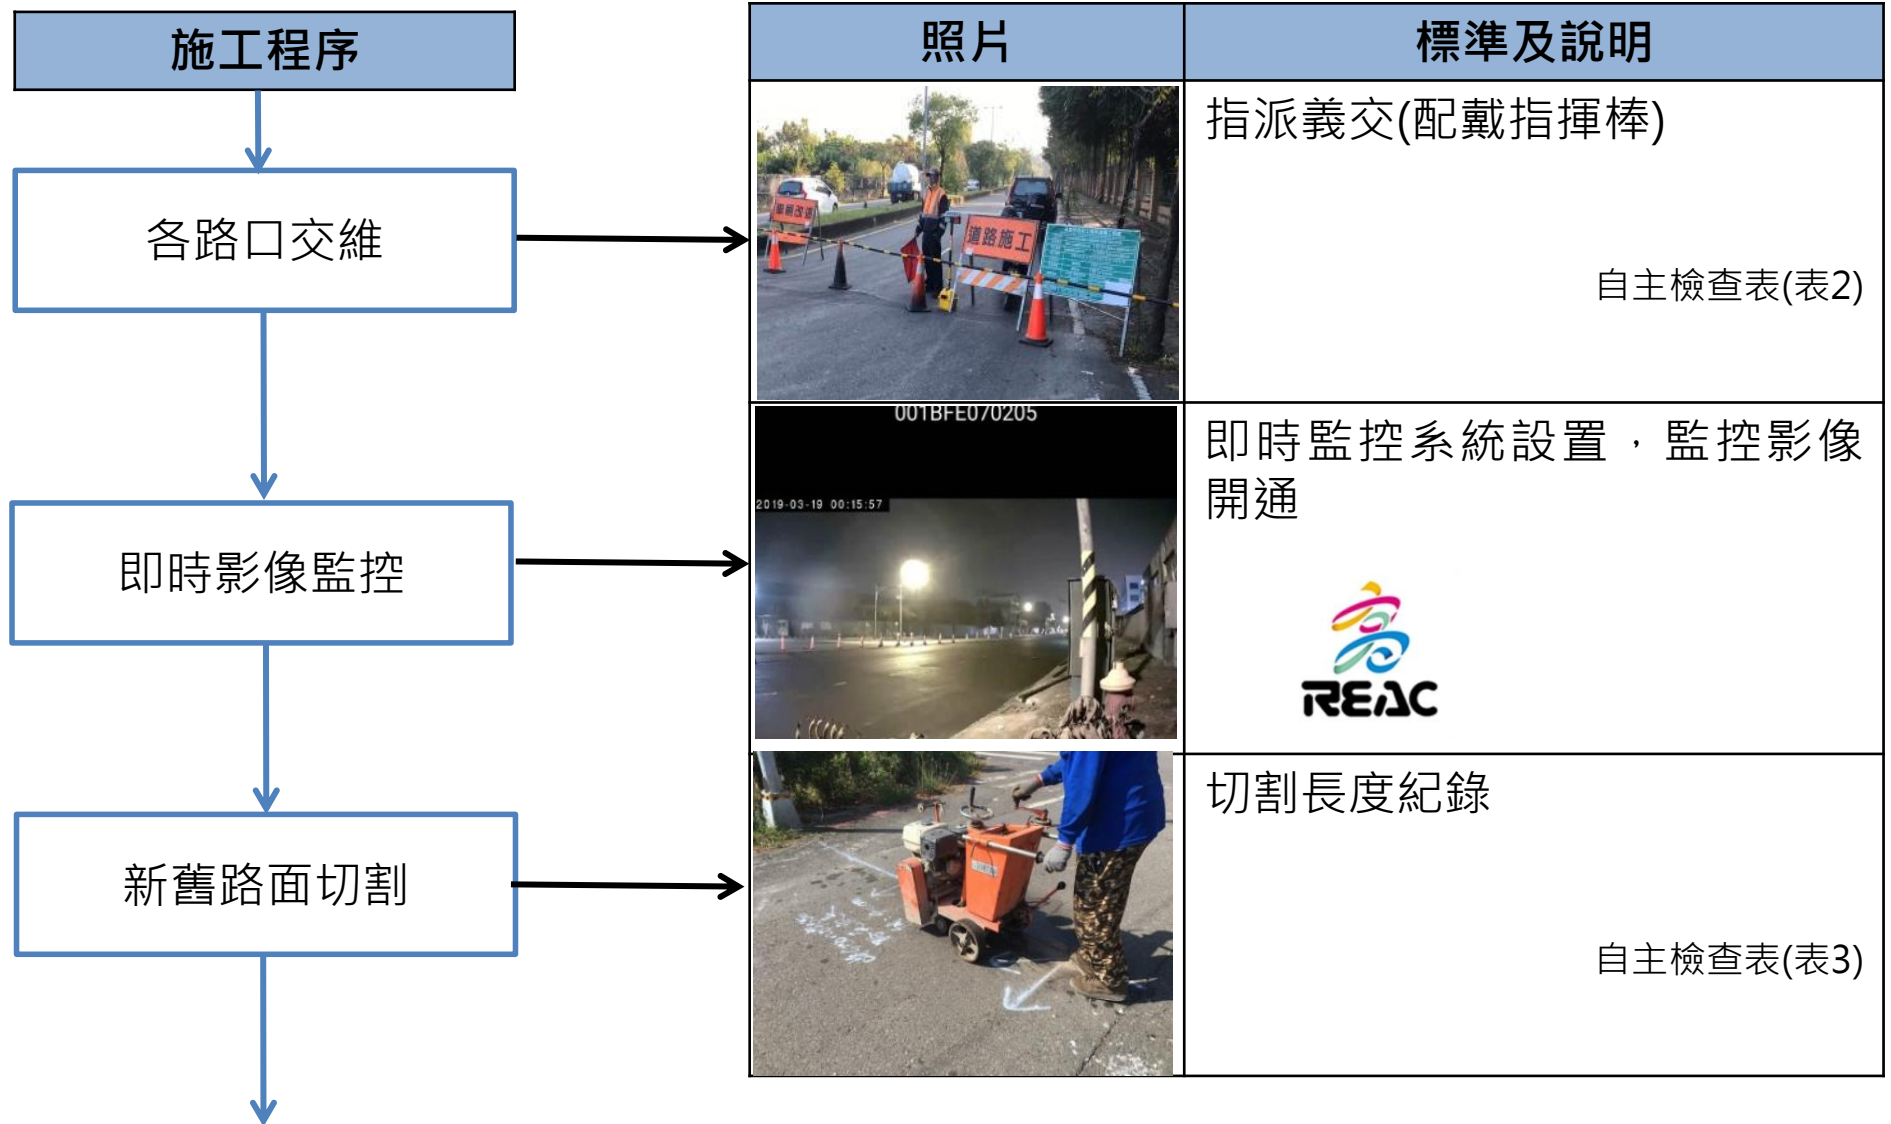 施工程序
照片
標準及說明
各路口交維
車輛改道
道路施工
指派義交(配戴指揮棒)
自主檢查表(表2)
即時影像監控
001BFE070205
2019-03-19 00:15:57
即時監控系統設置，監控影像
開通
REAC
新舊路面切割
切割長度紀錄
自主檢查表(表3)